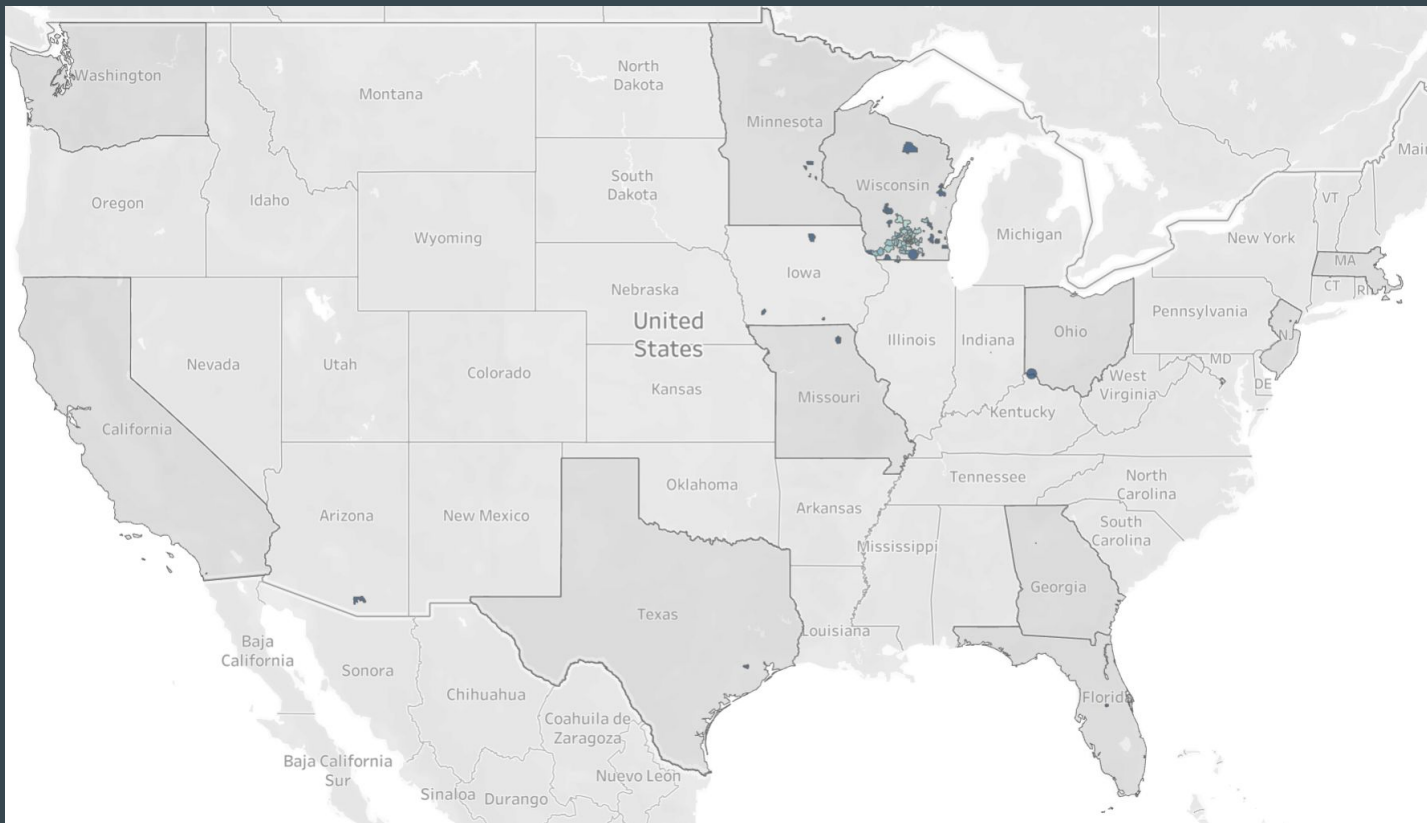 Washington
Montana
North
Dakota
Minnesota
Oregon
Idaho
Wyoming
South
Dakota
Wisconsin
Michigan
VT
Main
New York
MA
CT
RI
Nebraska
Iowa
Nevada
Utah
Colorado
United
States
Kansas
Illinois
Indiana
Ohio
Pennsylvania
NJ
MD
DE
West
Virginia
Missouri
Kentucky
California
Arizona
New Mexico
Oklahoma
Arkansas
Tennessee
North
Carolina
South
Carolina
Mississippi
Georgia
Texas
Louisiana
Florida
Baja
California
Sonora
Chihuahua
Coahuila de
Zaragoza
Baja California
Sur
Sinaloa
Durango
Nuevo León